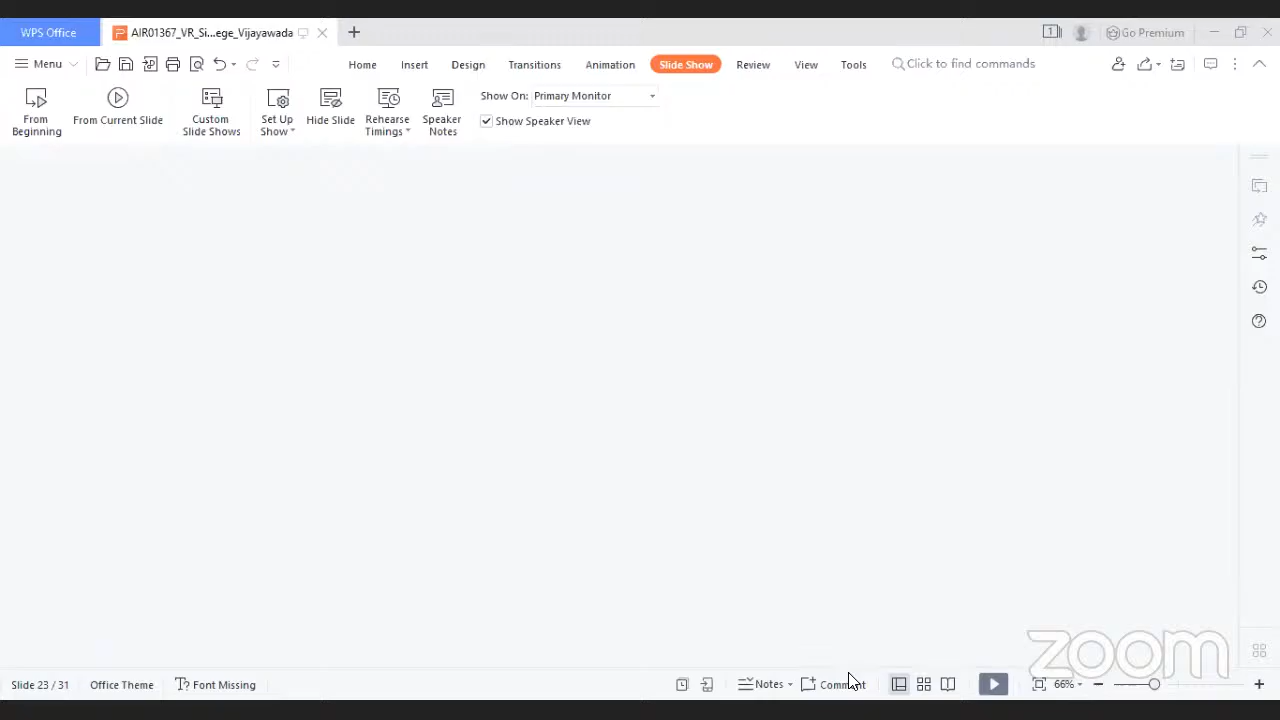 WPS Office
AIR01367_VR_Si...ege_Vijayawada
1
Go Premium
Menu
Home
Insert
Design
Transitions
Animation
Slide Show
Review
View
Tools
Click to find commands
From Beginning
From Current Slide
Custom Slide Shows
Set Up Show
Hide Slide
Rehearse Timings
Speaker Notes
Show On: Primary Monitor
Show Speaker View
zoom
Slide 23 / 31
Office Theme
Font Missing
Notes
Comment
66%